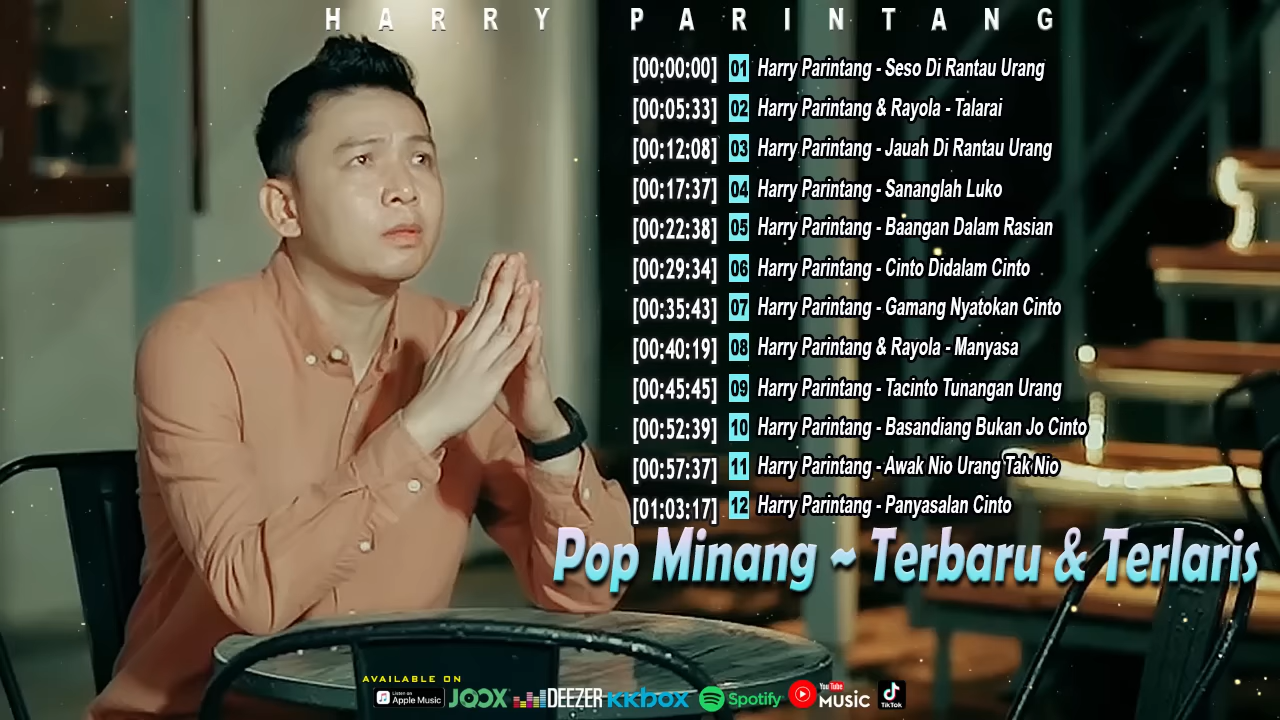 HARRY PARINTANG
[00:00:00] 01 Harry Parintang - Seso Di Rantau Urang
[00:05:33] 02 Harry Parintang & Rayola - Talarai
[00:12:08] 03 Harry Parintang - Jauah Di Rantau Urang
[00:17:37] 04 Harry Parintang - Sananglah Luko
[00:22:38] 05 Harry Parintang - Baangan Dalam Rasian
[00:29:34] 06 Harry Parintang - Cinto Didalam Cinto
[00:35:43] 07 Harry Parintang - Gamang Nyatokan Cinto
[00:40:19] 08 Harry Parintang & Rayola - Manyasa
[00:45:45] 09 Harry Parintang - Tacinto Tunangan Urang
[00:52:39] 10 Harry Parintang - Basandiang Bukan Jo Cinto
[00:57:37] 11 Harry Parintang - Awak Nio Urang Tak Nio
[01:03:17] 12 Harry Parintang - Panyasalan Cinto
Pop Minang ~ Terbaru & Terlaris
AVAILABLE ON
Listen on Apple Music JOOX DEEZER KKBOX Spotify YouTube MUSIC TikTok